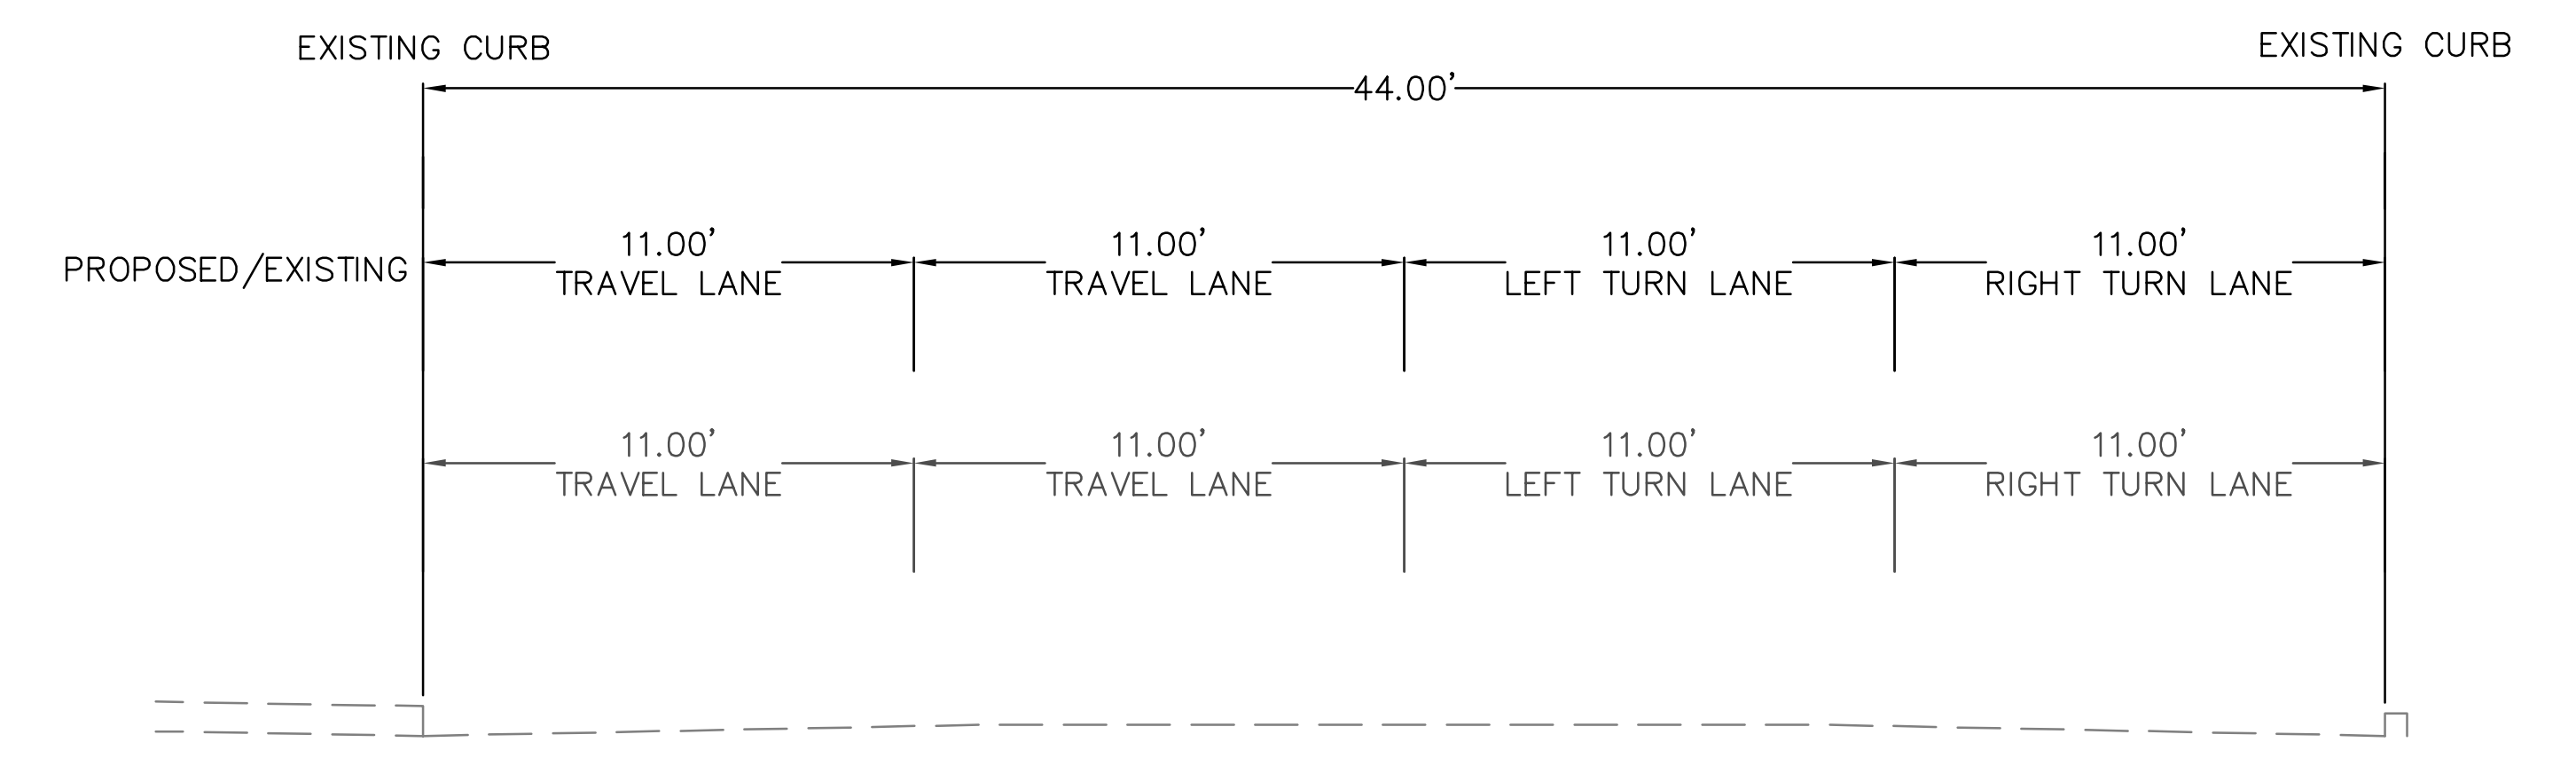 EXISTING CURB
EXISTING CURB
44.00'
PROPOSED/EXISTING
11.00'
TRAVEL LANE
11.00'
TRAVEL LANE
11.00'
LEFT TURN LANE
11.00'
RIGHT TURN LANE
11.00'
TRAVEL LANE
11.00'
TRAVEL LANE
11.00'
LEFT TURN LANE
11.00'
RIGHT TURN LANE